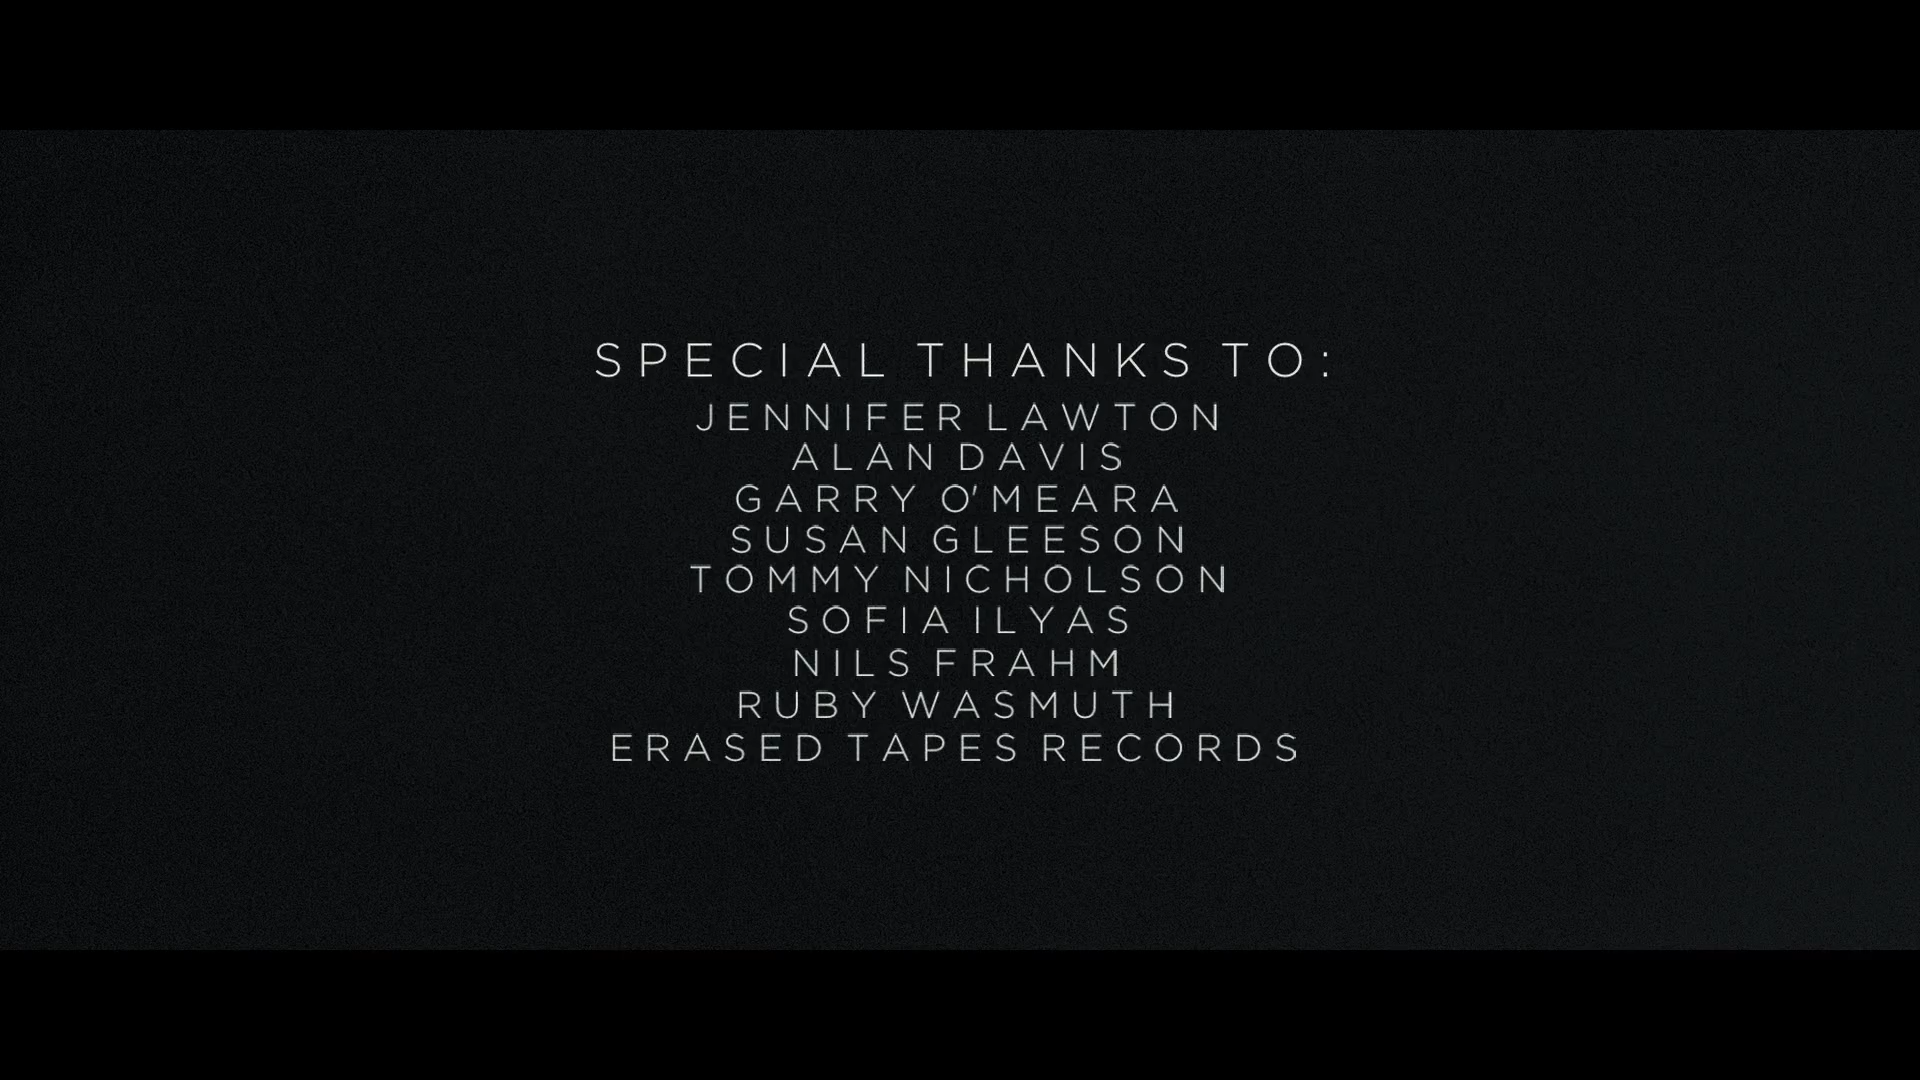 SPECIAL THANKS TO:
JENNIFER LAWTON
ALAN DAVIS
GARRY O'MEARA
SUSAN GLEESON
TOMMY NICHOLSON
SOFIA ILYAS
NILS FRAHM
RUBY WASMUTH
ERASED TAPES RECORDS